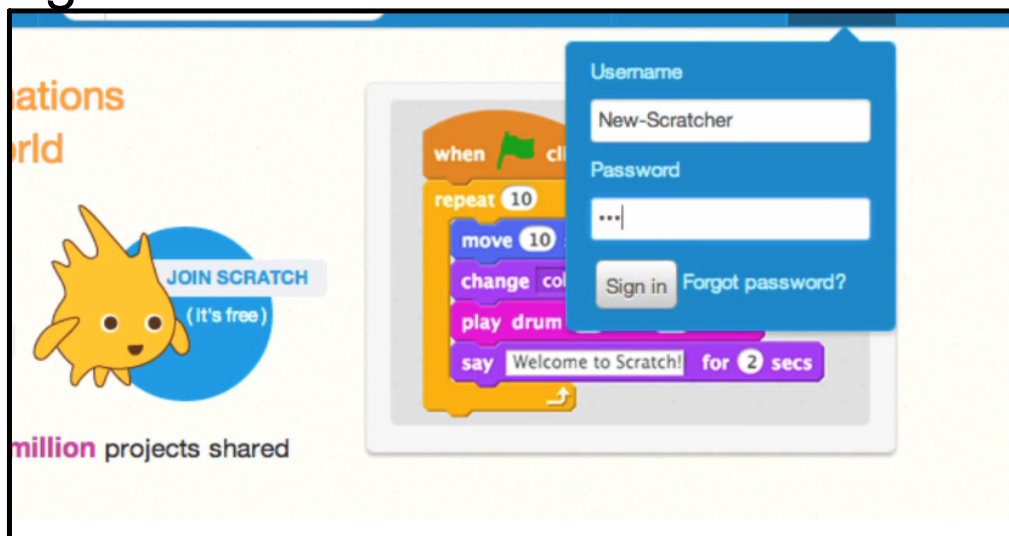 ations
rld
JOIN SCRATCH
(It's free)
million projects shared
when
repeat 10
move 10
change
play drum
say Welcome to Scratch! for 2 secs
Username
New-Scratcher
Password
•••
Sign in Forgot password?